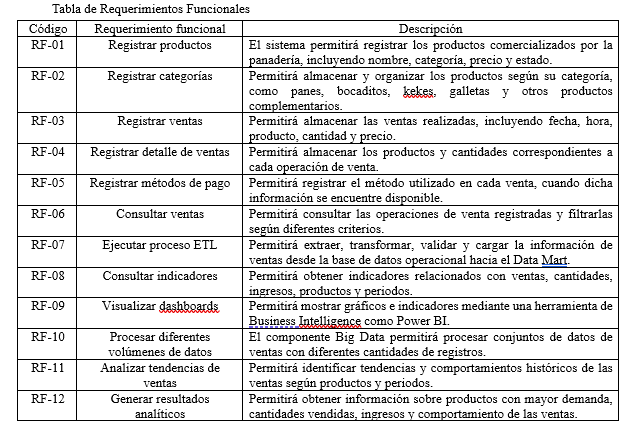 Tabla de Requerimientos Funcionales
Código Requerimiento funcional Descripción
RF-01 Registrar productos El sistema permitirá registrar los productos comercializados por la
panadería, incluyendo nombre, categoría, precio y estado.
RF-02 Registrar categorías Permitirá almacenar y organizar los productos según su categoría,
como panes, bocaditos, kekes, galletas y otros productos
complementarios.
RF-03 Registrar ventas Permitirá almacenar las ventas realizadas, incluyendo fecha, hora,
producto, cantidad y precio.
RF-04 Registrar detalle de ventas Permitirá almacenar los productos y cantidades correspondientes a
cada operación de venta.
RF-05 Registrar métodos de pago Permitirá registrar el método utilizado en cada venta, cuando dicha
información se encuentre disponible.
RF-06 Consultar ventas Permitirá consultar las operaciones de venta registradas y filtrarlas
según diferentes criterios.
RF-07 Ejecutar proceso ETL Permitirá extraer, transformar, validar y cargar la información de
ventas desde la base de datos operacional hacia el Data Mart.
RF-08 Consultar indicadores Permitirá obtener indicadores relacionados con ventas, cantidades,
ingresos, productos y periodos.
RF-09 Visualizar dashboards Permitirá mostrar gráficos e indicadores mediante una herramienta de
Business Intelligence como Power BI.
RF-10 Procesar diferentes El componente Big Data permitirá procesar conjuntos de datos de
volúmenes de datos ventas con diferentes cantidades de registros.
RF-11 Analizar tendencias de Permitirá identificar tendencias y comportamientos históricos de las
ventas ventas según productos y periodos.
RF-12 Generar resultados Permitirá obtener información sobre productos con mayor demanda,
analíticos cantidades vendidas, ingresos y comportamiento de las ventas.